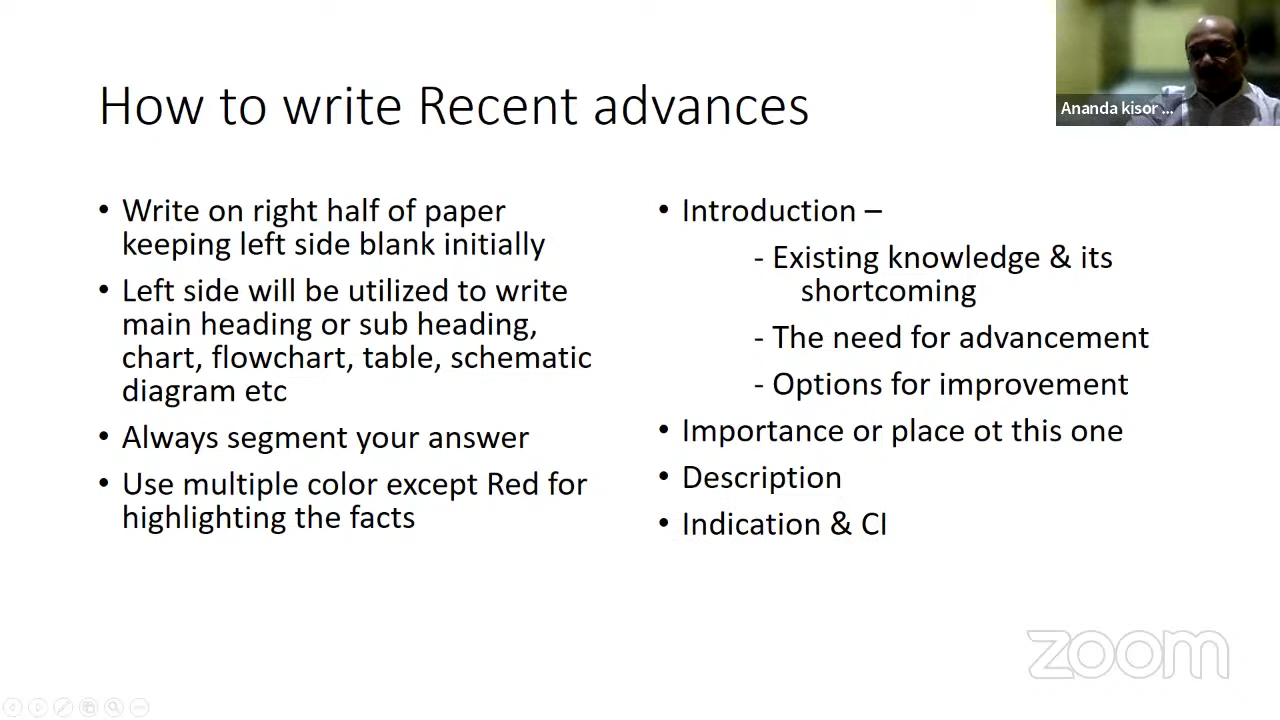 How to write Recent advances
Ananda kisor ...
• Write on right half of paper
keeping left side blank initially
• Left side will be utilized to write
main heading or sub heading,
chart, flowchart, table, schematic
diagram etc
• Always segment your answer
• Use multiple color except Red for
highlighting the facts
• Introduction –
- Existing knowledge & its
shortcoming
- The need for advancement
- Options for improvement
• Importance or place ot this one
• Description
• Indication & CI
zoom